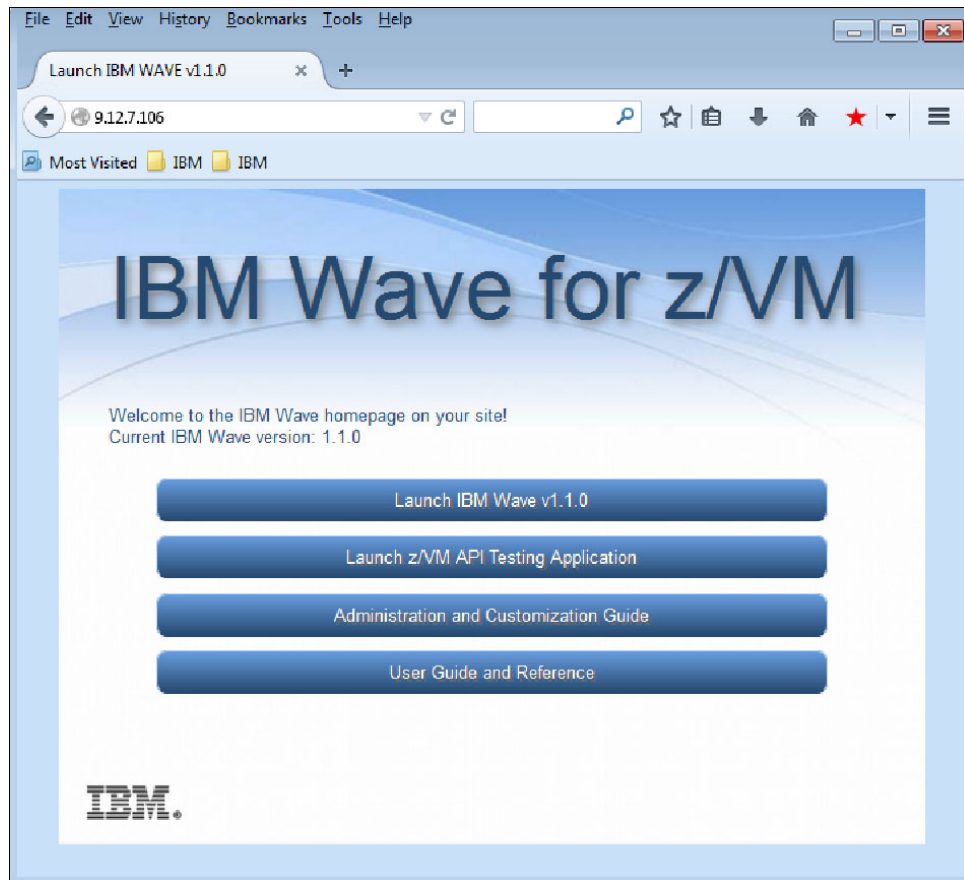 File Edit View History Bookmarks Tools Help
Launch IBM WAVE v1.1.0
9.12.7.106
Most Visited IBM IBM
IBM Wave for z/VM
Welcome to the IBM Wave homepage on your site!
Current IBM Wave version: 1.1.0
Launch IBM Wave v1.1.0
Launch z/VM API Testing Application
Administration and Customization Guide
User Guide and Reference
IBM®